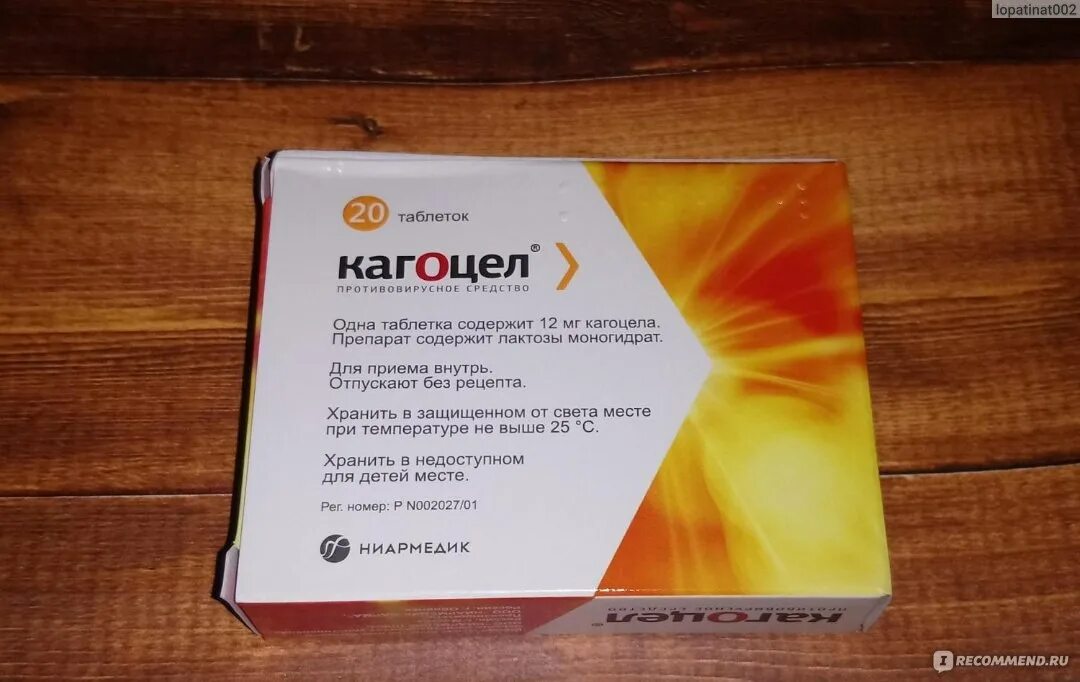 lopatinat002
20 таблеток
кагоцел®
ПРОТИВОВИРУСНОЕ СРЕДСТВО
Одна таблетка содержит 12 мг кагоцела.
Препарат содержит лактозы моногидрат.
Для приема внутрь.
Отпускают без рецепта.
Хранить в защищенном от света месте
при температуре не выше 25 °С.
Хранить в недоступном
для детей месте.
Рег. номер: Р N002027/01
НИАРМЕДИК
кагоцел®
ПРОТИВОВИРУСНОЕ СРЕДСТВО
IRECOMMEND.RU